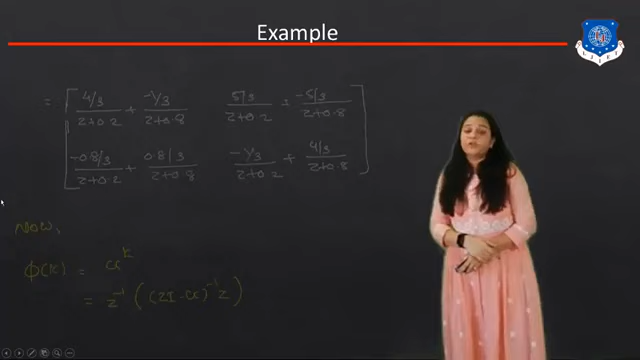 Example
LJIET
= [ 4/3 / z+0.2 + -1/3 / z+0.8    5/3 / z+0.2 + -5/3 / z+0.8 ]
[ -0.8/3 / z+0.2 + 0.8/3 / z+0.8    -1/3 / z+0.2 + 4/3 / z+0.8 ]
Now,
ϕ(k) = G^k
= z^-1 ( (ZI - G)^-1 z )